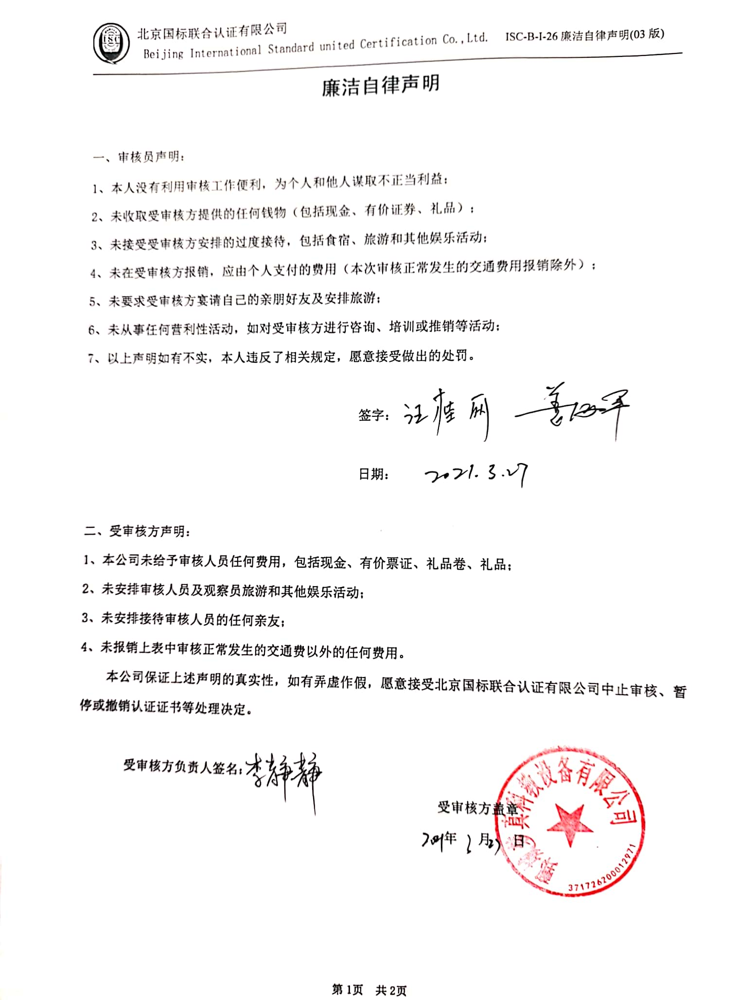 ISC
北京国标联合认证有限公司
Beijing International Standard united Certification Co.,Ltd.
ISC-B-I-26 廉洁自律声明(03 版)
廉洁自律声明
一、审核员声明：
1、本人没有利用审核工作便利，为个人和他人谋取不正当利益；
2、未收取受审核方提供的任何钱物（包括现金、有价证券、礼品）；
3、未接受受审核方安排的过度接待，包括食宿、旅游和其他娱乐活动；
4、未在受审核方报销，应由个人支付的费用（本次审核正常发生的交通费用报销除外）；
5、未要求受审核方宴请自己的亲朋好友及安排旅游；
6、未从事任何营利性活动，如对受审核方进行咨询、培训或推销等活动；
7、以上声明如有不实，本人违反了相关规定，愿意接受做出的处罚。
签字：汪桂丽 姜海军
日期： 2021.3.27
二、受审核方声明：
1、本公司未给予审核人员任何费用，包括现金、有价票证、礼品卷、礼品；
2、未安排审核人员及观察员旅游和其他娱乐活动；
3、未安排接待审核人员的任何亲友；
4、未报销上表中审核正常发生的交通费以外的任何费用。
本公司保证上述声明的真实性，如有弄虚作假，愿意接受北京国标联合认证有限公司中止审核、暂
停或撤销认证证书等处理决定。
受审核方负责人签名：李静静
受审核方盖章
2021年3月27日
真科教设备有限公司
371726200012971
第1页 共2页